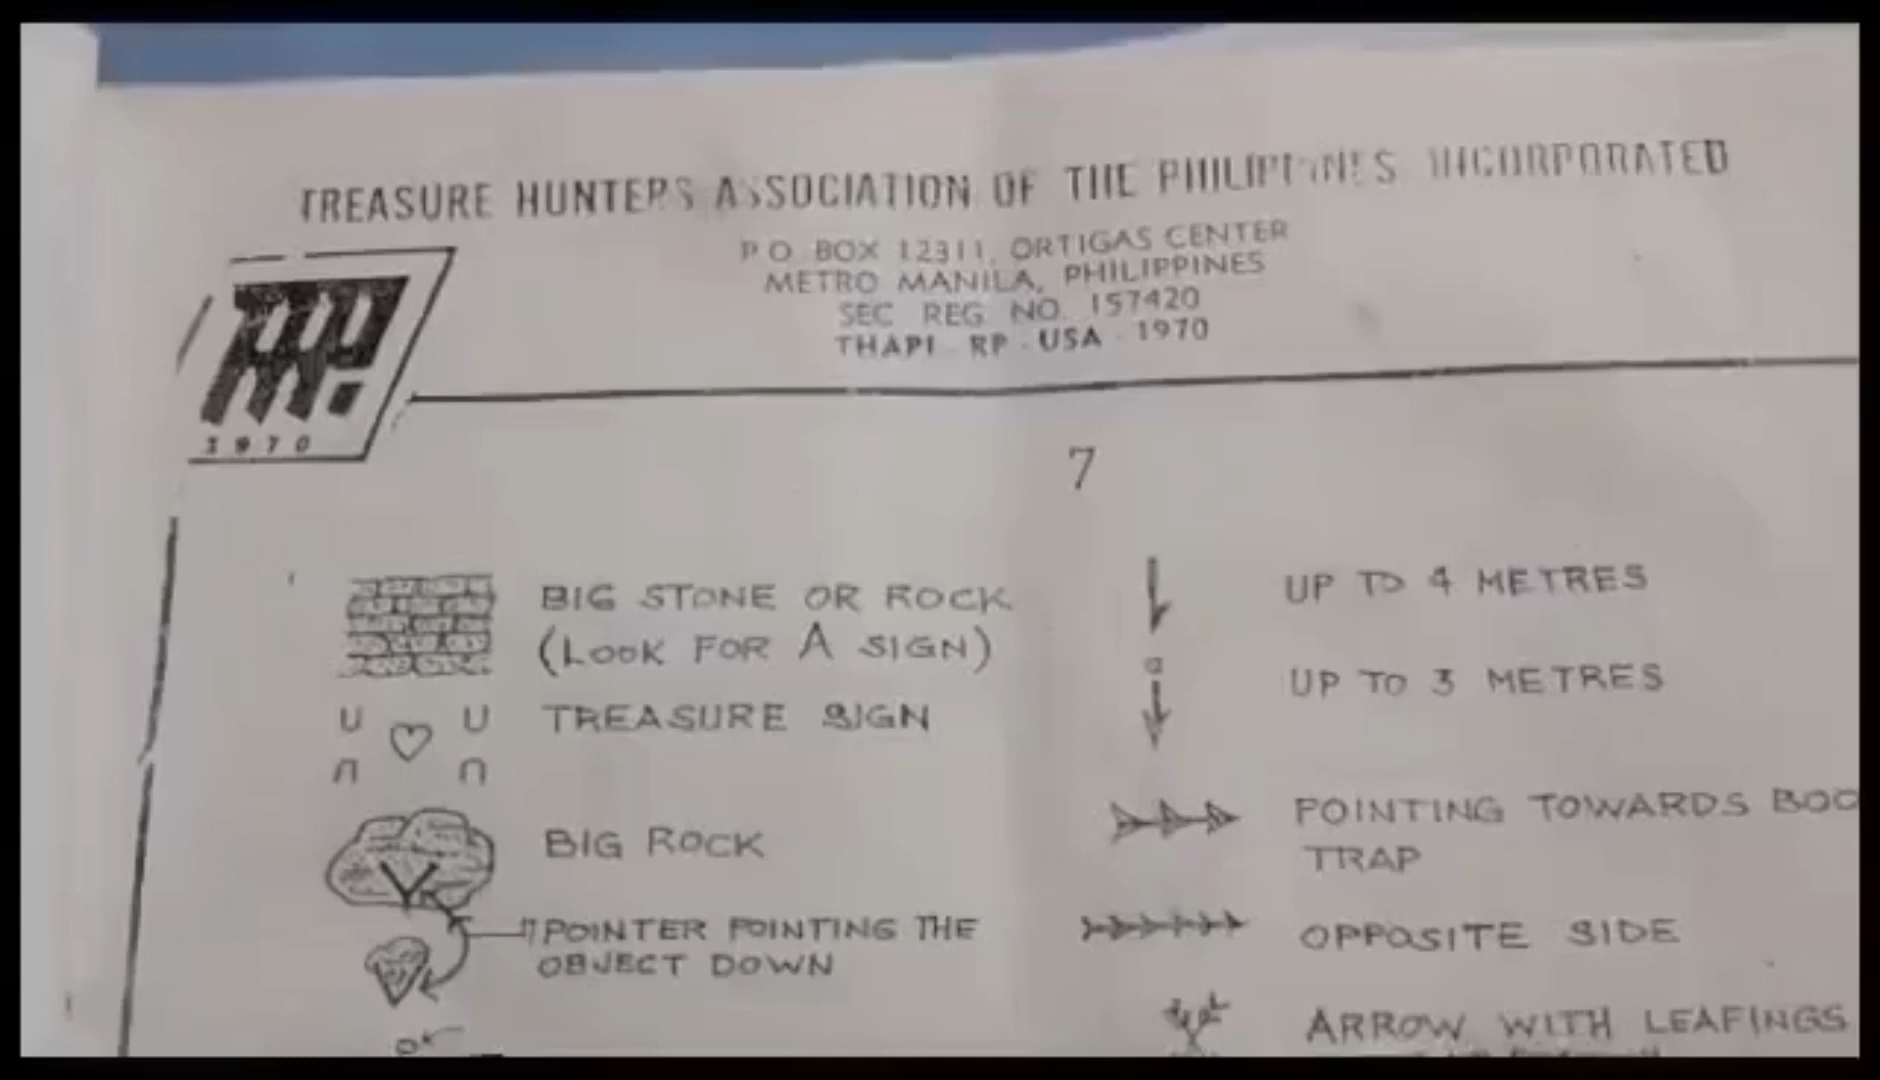 TREASURE HUNTERS ASSOCIATION OF THE PHILIPPINES INCORPORATED
P.O. BOX 12311, ORTIGAS CENTER
METRO MANILA, PHILIPPINES
SEC. REG. NO. 157420
THAPI - RP - USA - 1970
1970
7
BIG STONE OR ROCK
(LOOK FOR A SIGN)
U U TREASURE SIGN
BIG ROCK
POINTER POINTING THE
OBJECT DOWN
or
UP TO 4 METRES
UP TO 3 METRES
POINTING TOWARDS BOO
TRAP
OPPOSITE SIDE
ARROW WITH LEAFINGS